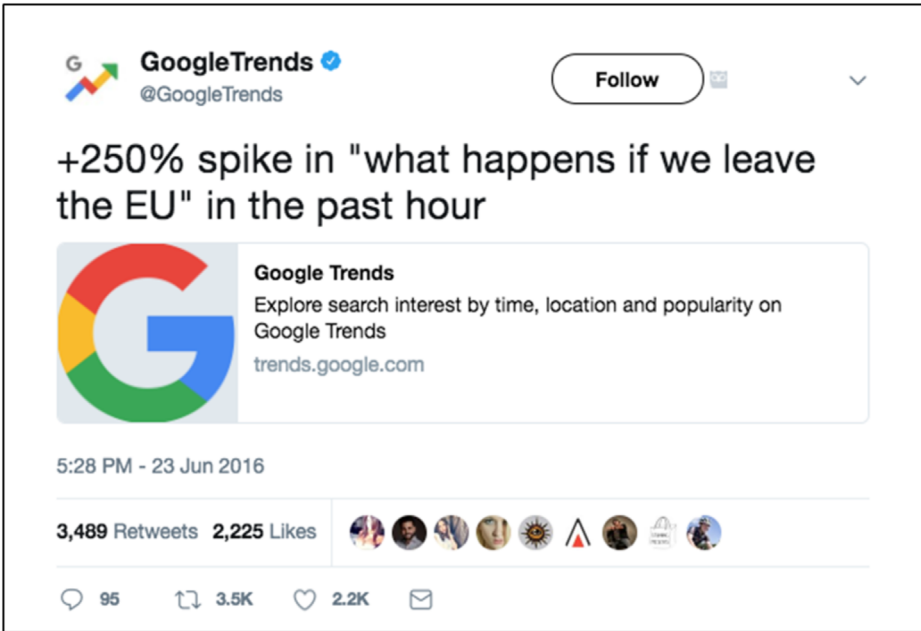 GoogleTrends
@GoogleTrends
Follow
+250% spike in "what happens if we leave
the EU" in the past hour
Google Trends
Explore search interest by time, location and popularity on
Google Trends
trends.google.com
5:28 PM - 23 Jun 2016
3,489 Retweets 2,225 Likes
95 3.5K 2.2K